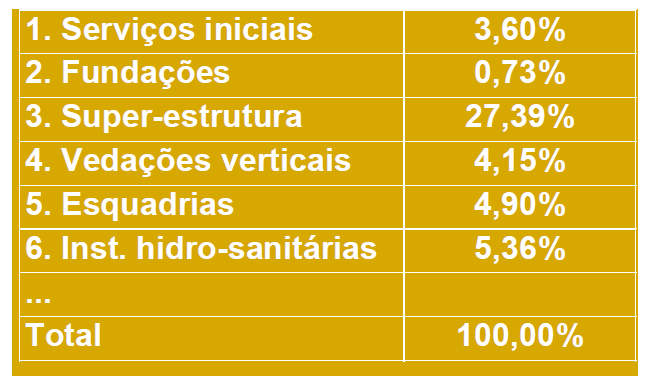 1. Serviços iniciais 3,60%
2. Fundações 0,73%
3. Super-estrutura 27,39%
4. Vedações verticais 4,15%
5. Esquadrias 4,90%
6. Inst. hidro-sanitárias 5,36%
...
Total 100,00%